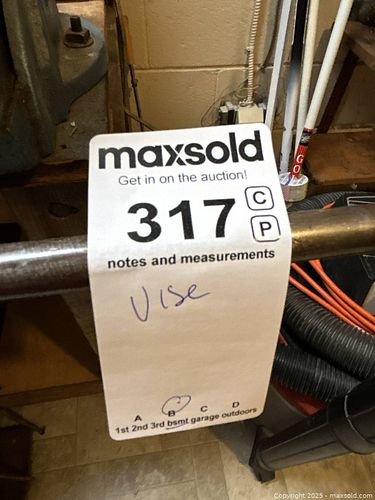 maxsold
Get in on the auction!
317 C
P
notes and measurements
Vise
A B C D
1st 2nd 3rd bsmt garage outdoors
GO
Copyright © 2025 - maxsold.com